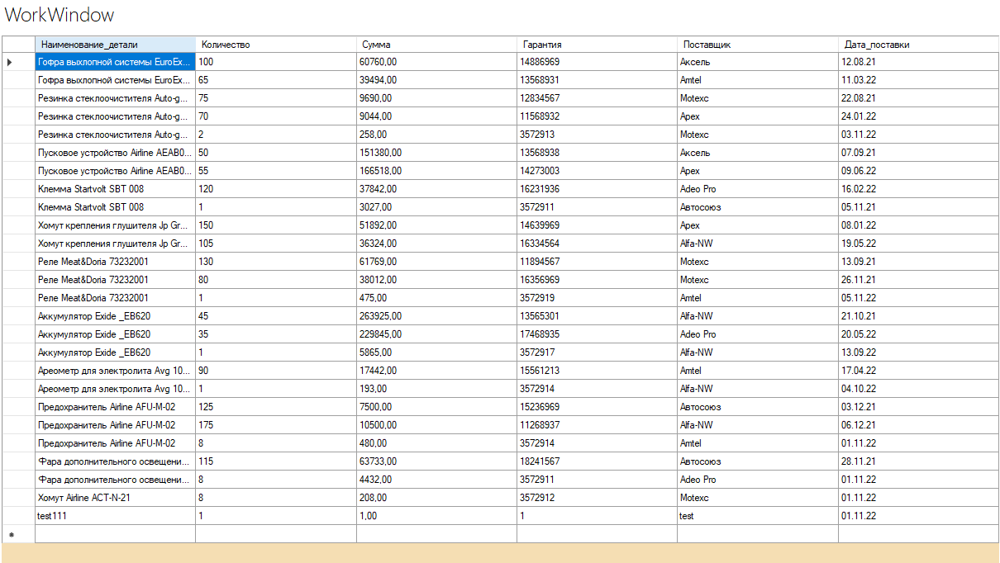 WorkWindow
Наименование_детали Количество Сумма Гарантия Поставщик Дата_поставки
Гофра выхлопной системы EuroEx... 100 60760,00 14886969 Аксель 12.08.21
Гофра выхлопной системы EuroEx... 65 39494,00 13568931 Amtel 11.03.22
Резинка стеклоочистителя Auto-g... 75 9690,00 12834567 Мотехс 22.08.21
Резинка стеклоочистителя Auto-g... 70 9044,00 11568932 Apex 24.01.22
Резинка стеклоочистителя Auto-g... 2 258,00 3572913 Мотехс 03.11.22
Пусковое устройство Airline AEAB0... 50 151380,00 13568938 Аксель 07.09.21
Пусковое устройство Airline AEAB0... 55 166518,00 14273003 Apex 09.06.22
Клемма Startvolt SBT 008 120 37842,00 16231936 Adeo Pro 16.02.22
Клемма Startvolt SBT 008 1 3027,00 3572911 Автосоюз 05.11.21
Хомут крепления глушителя Jp Gr... 150 51892,00 14639969 Apex 08.01.22
Хомут крепления глушителя Jp Gr... 105 36324,00 16334564 Alfa-NW 19.05.22
Реле Meat&Doria 73232001 130 61769,00 11894567 Мотехс 13.09.21
Реле Meat&Doria 73232001 80 38012,00 16356969 Мотехс 26.11.21
Реле Meat&Doria 73232001 1 475,00 3572919 Amtel 05.11.22
Аккумулятор Exide _EB620 45 263925,00 13565301 Alfa-NW 21.10.21
Аккумулятор Exide _EB620 35 229845,00 17468935 Adeo Pro 20.05.22
Аккумулятор Exide _EB620 1 5865,00 3572917 Alfa-NW 13.09.22
Ареометр для электролита Avg 10... 90 17442,00 15561213 Amtel 17.04.22
Ареометр для электролита Avg 10... 1 193,00 3572914 Alfa-NW 04.10.22
Предохранитель Airline AFU-M-02 125 7500,00 15236969 Автосоюз 03.12.21
Предохранитель Airline AFU-M-02 175 10500,00 11268937 Alfa-NW 06.12.21
Предохранитель Airline AFU-M-02 8 480,00 3572914 Amtel 01.11.22
Фара дополнительного освещени... 115 63733,00 18241567 Автосоюз 28.11.21
Фара дополнительного освещени... 8 4432,00 3572911 Adeo Pro 01.11.22
Хомут Airline ACT-N-21 8 208,00 3572912 Мотехс 01.11.22
test111 1 1,00 1 test 01.11.22